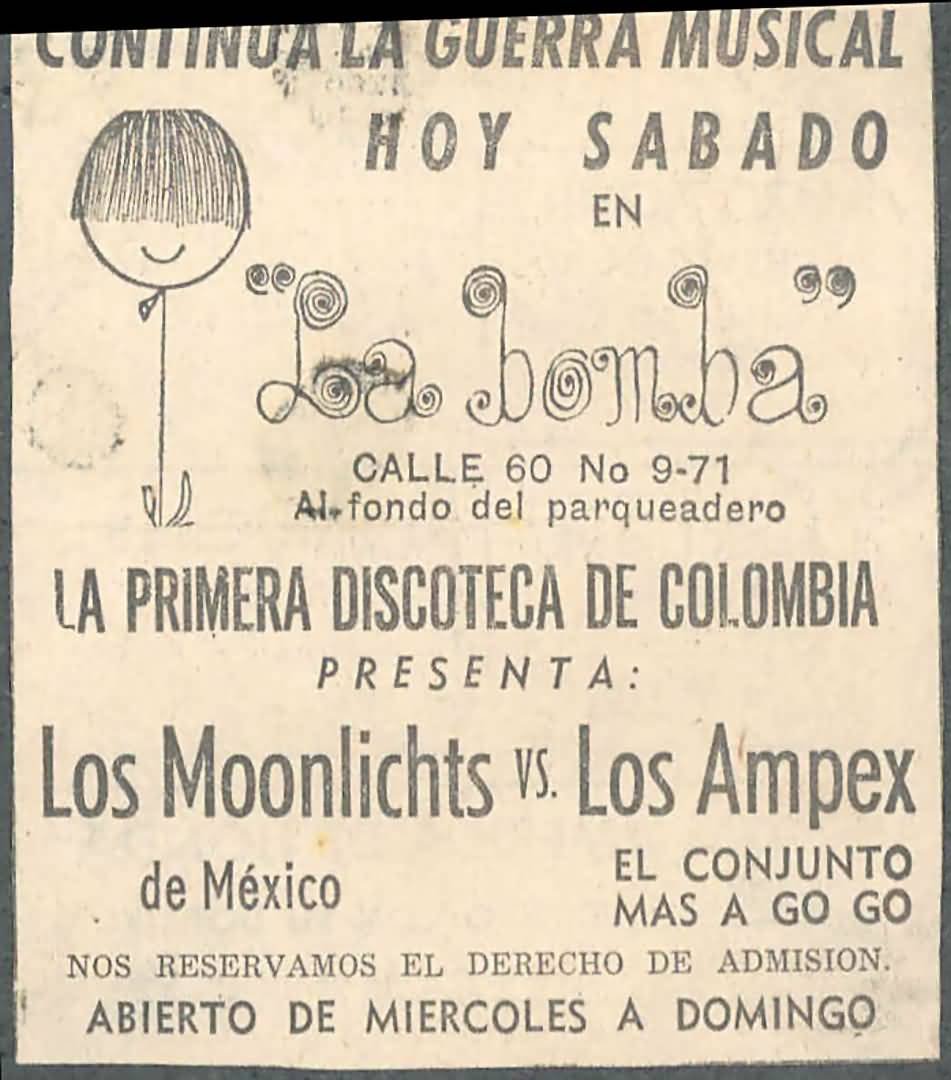 CONTINUA LA GUERRA MUSICAL
HOY SABADO
EN
"La bomba"
CALLE 60 No 9-71
Al fondo del parqueadero
LA PRIMERA DISCOTECA DE COLOMBIA
PRESENTA:
Los Moonlichts vs. Los Ampex
de México
EL CONJUNTO
MAS A GO GO
NOS RESERVAMOS EL DERECHO DE ADMISION.
ABIERTO DE MIERCOLES A DOMINGO